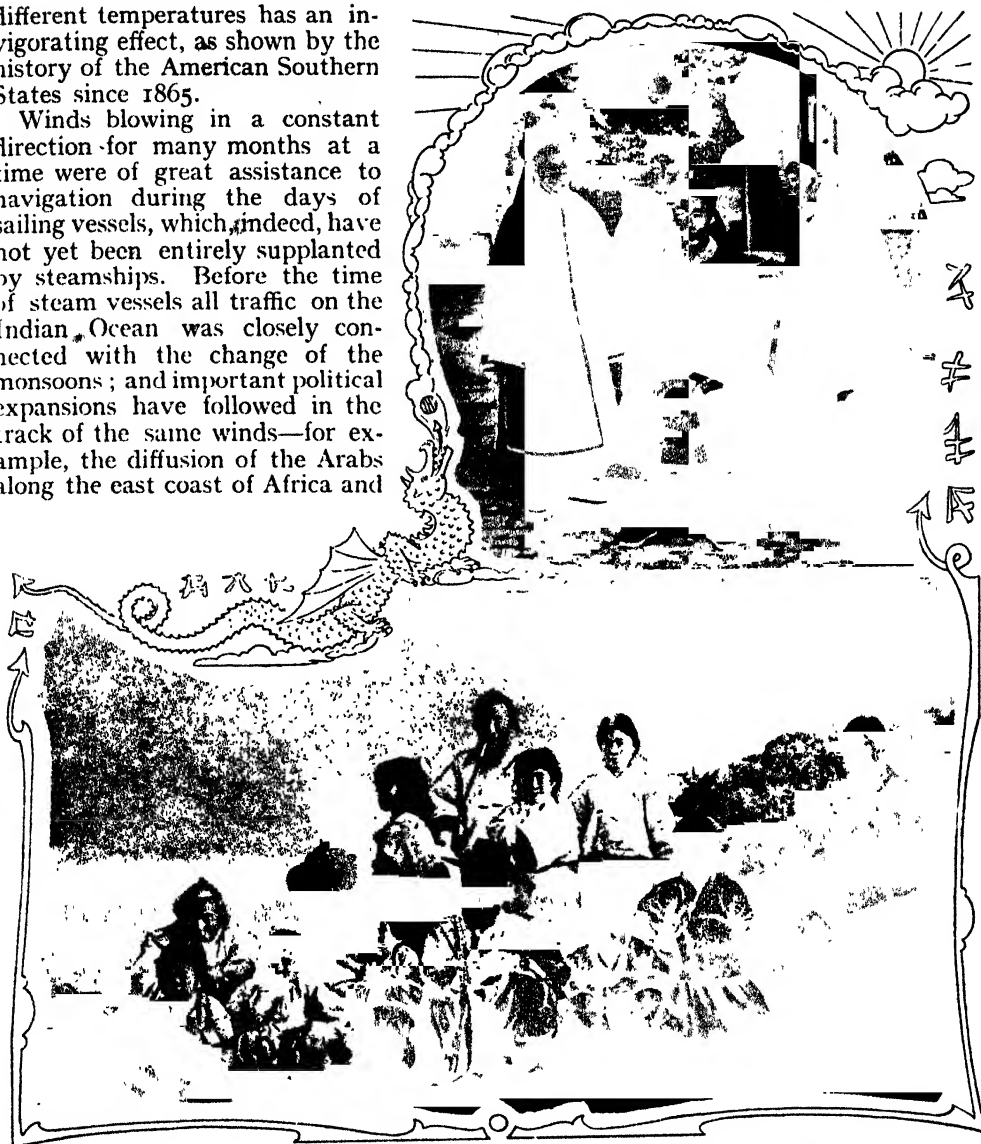 different temperatures has an in-
vigorating effect, as shown by the
history of the American Southern
States since 1865.
Winds blowing in a constant
direction for many months at a
time were of great assistance to
navigation during the days of
sailing vessels, which, indeed, have
not yet been entirely supplanted
by steamships. Before the time
of steam vessels all traffic on the
Indian Ocean was closely con-
nected with the change of the
monsoons ; and important political
expansions have followed in the
track of the same winds—for ex-
ample, the diffusion of the Arabs
along the east coast of Africa and